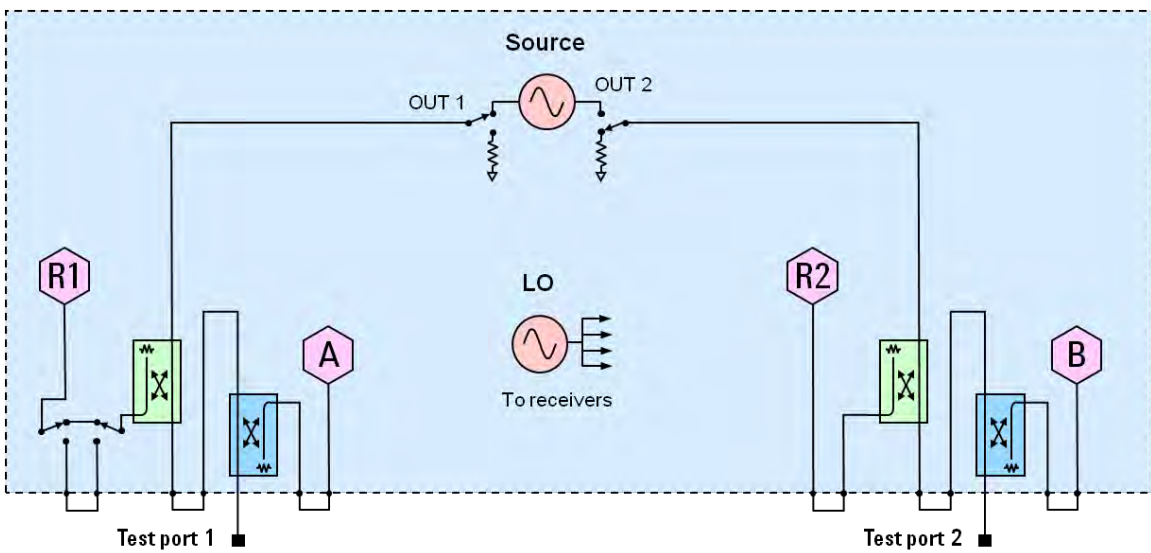 Source
OUT 1
OUT 2
R1
LO
R2
A
B
To receivers
Test port 1
Test port 2